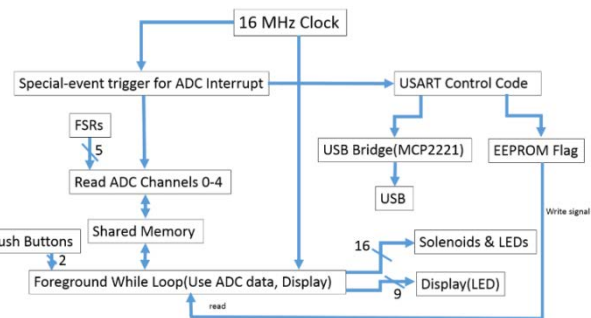 16 MHz Clock
Special-event trigger for ADC Interrupt
USART Control Code
FSRs
5
USB Bridge(MCP2221)
EEPROM Flag
Read ADC Channels 0-4
USB
Write signal
Shared Memory
ush Buttons
16
Solenoids & LEDs
2
Foreground While Loop(Use ADC data, Display)
9
Display(LED)
read